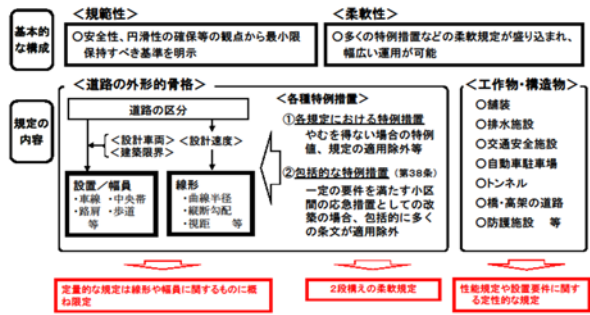 基本的
な構成
＜規範性＞
○安全性、円滑性の確保等の観点から最小限
保持すべき基準を明示
＜柔軟性＞
○多くの特例措置などの柔軟規定が盛り込まれ、
幅広い運用が可能
規定の
内容
＜道路の外形的骨格＞
道路の区分
＜設計車両＞
＜建築限界＞
＜設計速度＞
設置／幅員
・車線 ・中央帯
・路肩 ・歩道
等
線形
・曲線半径
・縦断勾配
・視距 等
＜各種特例措置＞
①各規定における特例措置
やむを得ない場合の特例
値、規定の適用除外等
②包括的な特例措置（第38条）
一定の要件を満たす小区
間の応急措置としての改
築の場合、包括的に多く
の条文が適用除外
＜工作物・構造物＞
○舗装
○排水施設
○交通安全施設
○自動車駐車場
○トンネル
○橋・高架の道路
○防護施設 等
定量的な規定は線形や幅員に関するものに概
ね限定
２段構えの柔軟規定
性能規定や設置要件に関す
る定性的な規定